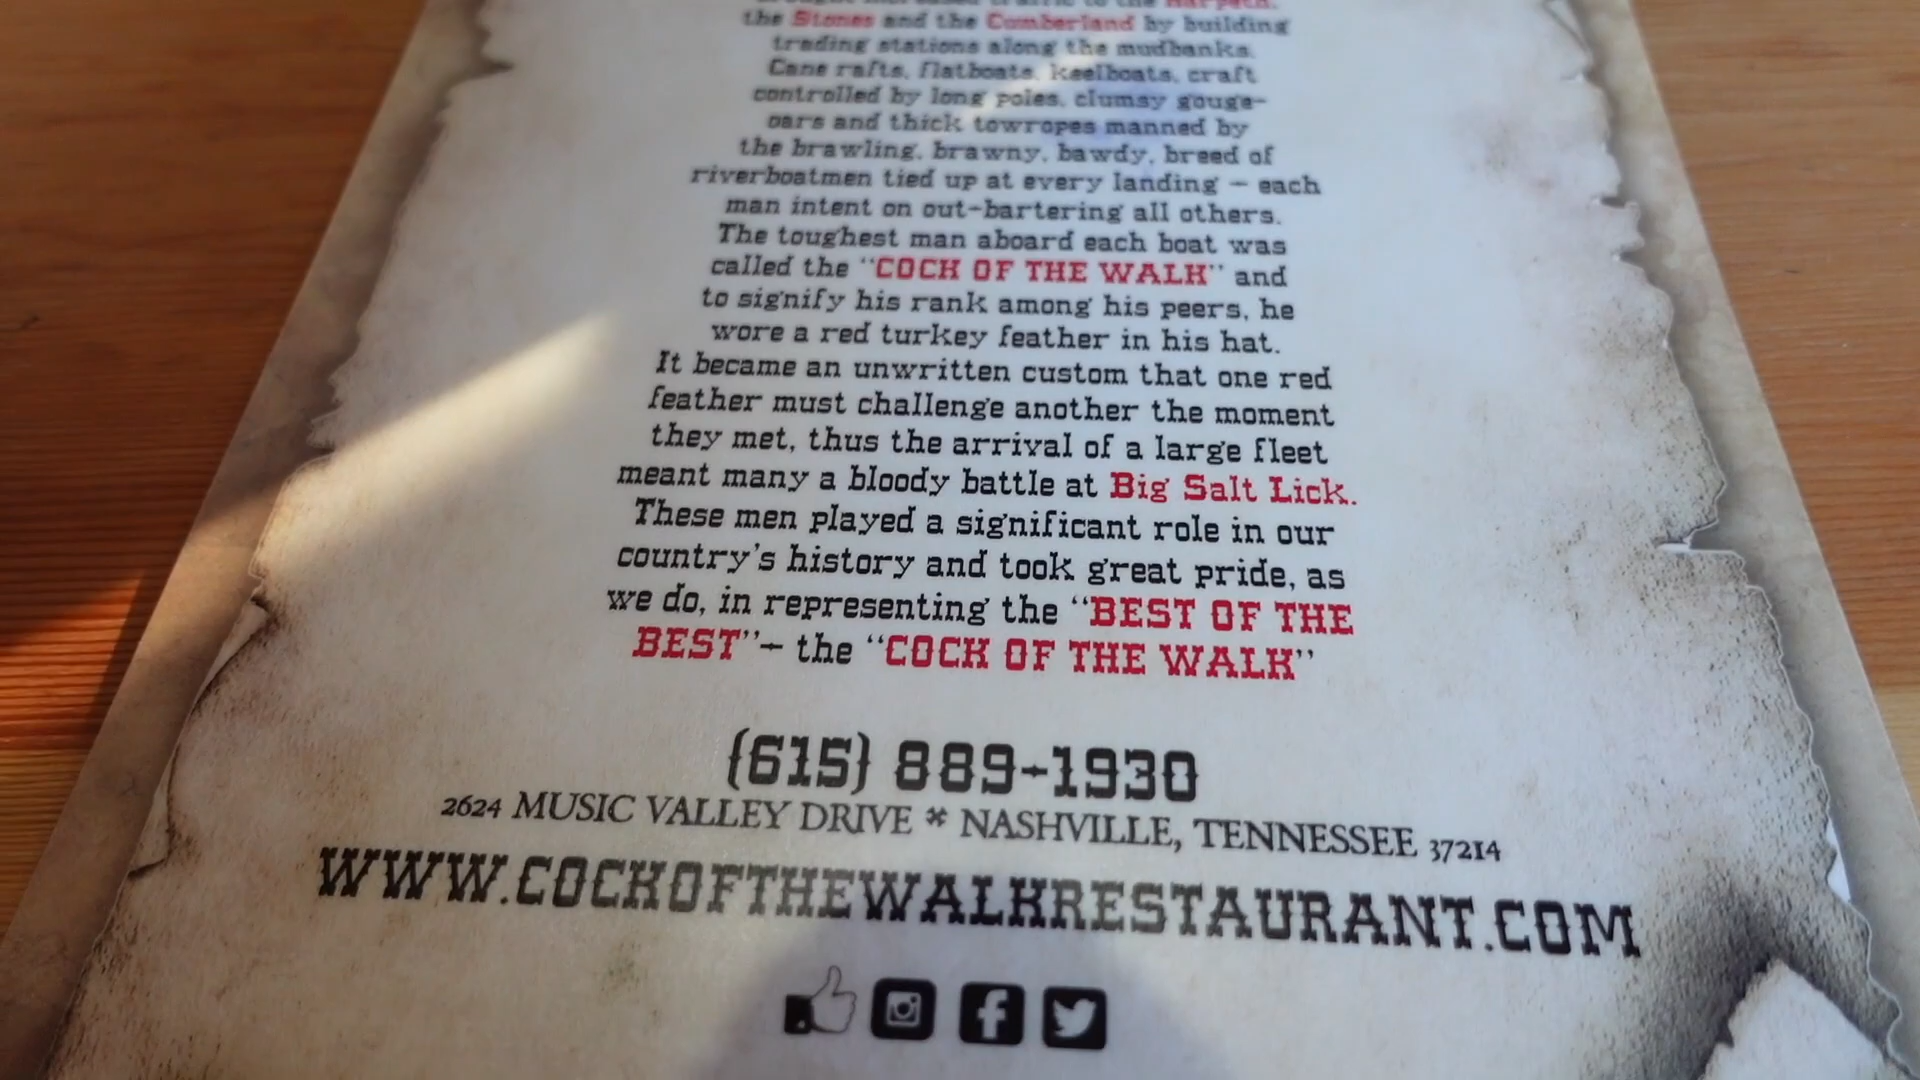 brought increased traffic to the Harpeth,
the Stones and the Cumberland by building
trading stations along the mudbanks.
Cane rafts, flatboats, keelboats, craft
controlled by long poles, clumsy gouge-
oars and thick towropes manned by
the brawling, brawny, bawdy, breed of
riverboatmen tied up at every landing – each
man intent on out-bartering all others.
The toughest man aboard each boat was
called the “COCK OF THE WALK” and
to signify his rank among his peers, he
wore a red turkey feather in his hat.
It became an unwritten custom that one red
feather must challenge another the moment
they met, thus the arrival of a large fleet
meant many a bloody battle at Big Salt Lick.
These men played a significant role in our
country’s history and took great pride, as
we do, in representing the “BEST OF THE
BEST”– the “COCK OF THE WALK”
(615) 889-1930
2624 MUSIC VALLEY DRIVE * NASHVILLE, TENNESSEE 37214
WWW.COCKOFTHEWALKRESTAURANT.COM